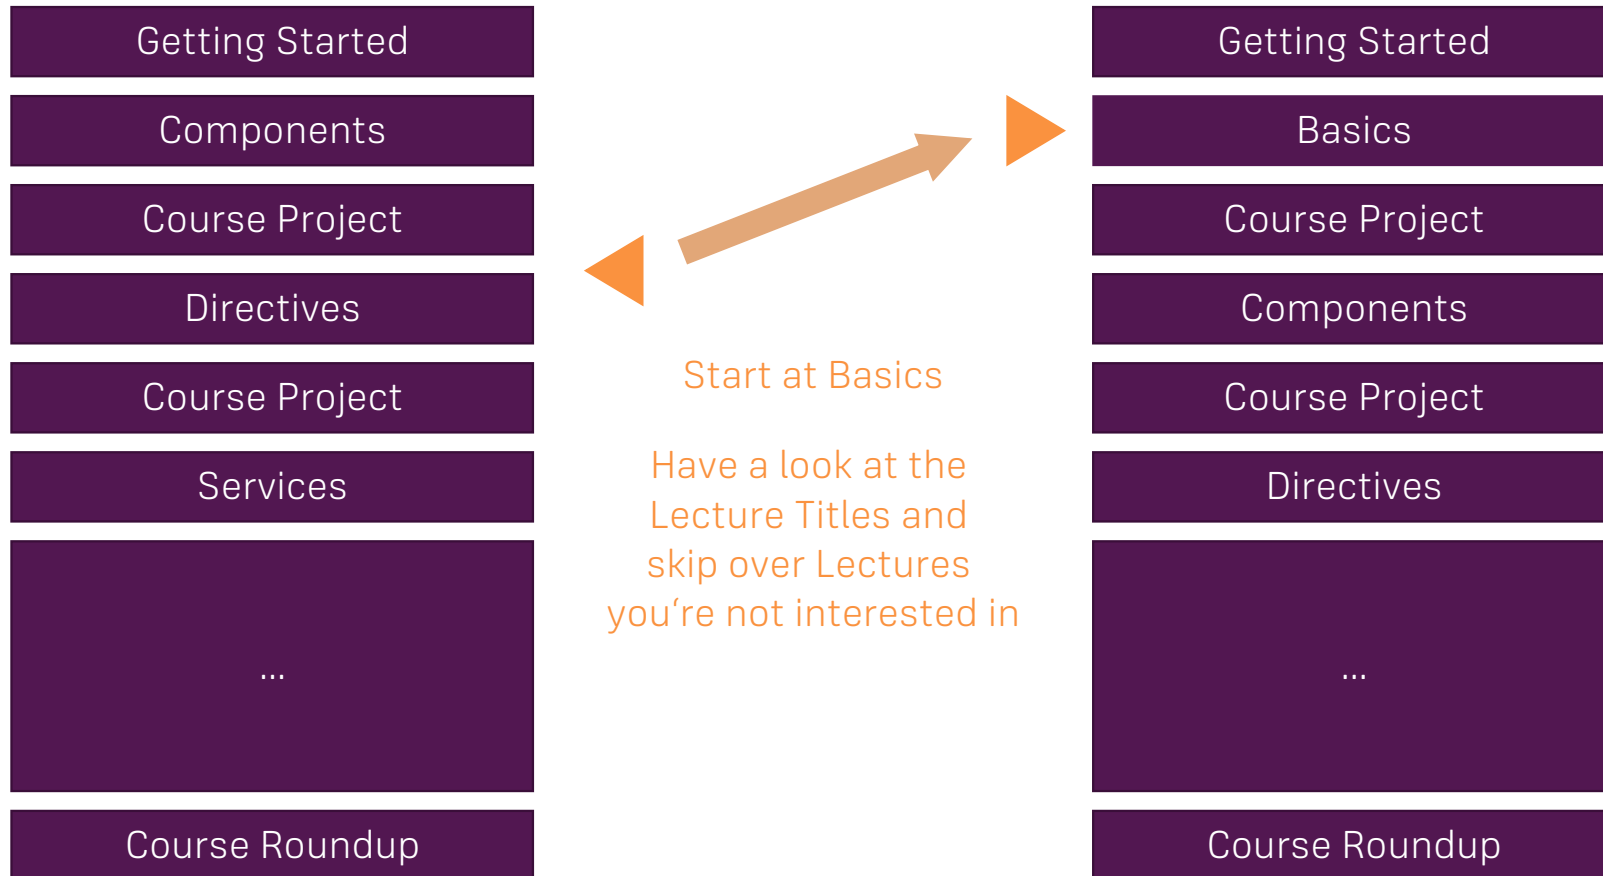 Getting Started
Components
Course Project
Directives
Course Project
Services
...
Course Roundup
Start at Basics
Have a look at the
Lecture Titles and
skip over Lectures
you‘re not interested in
Getting Started
Basics
Course Project
Components
Course Project
Directives
...
Course Roundup